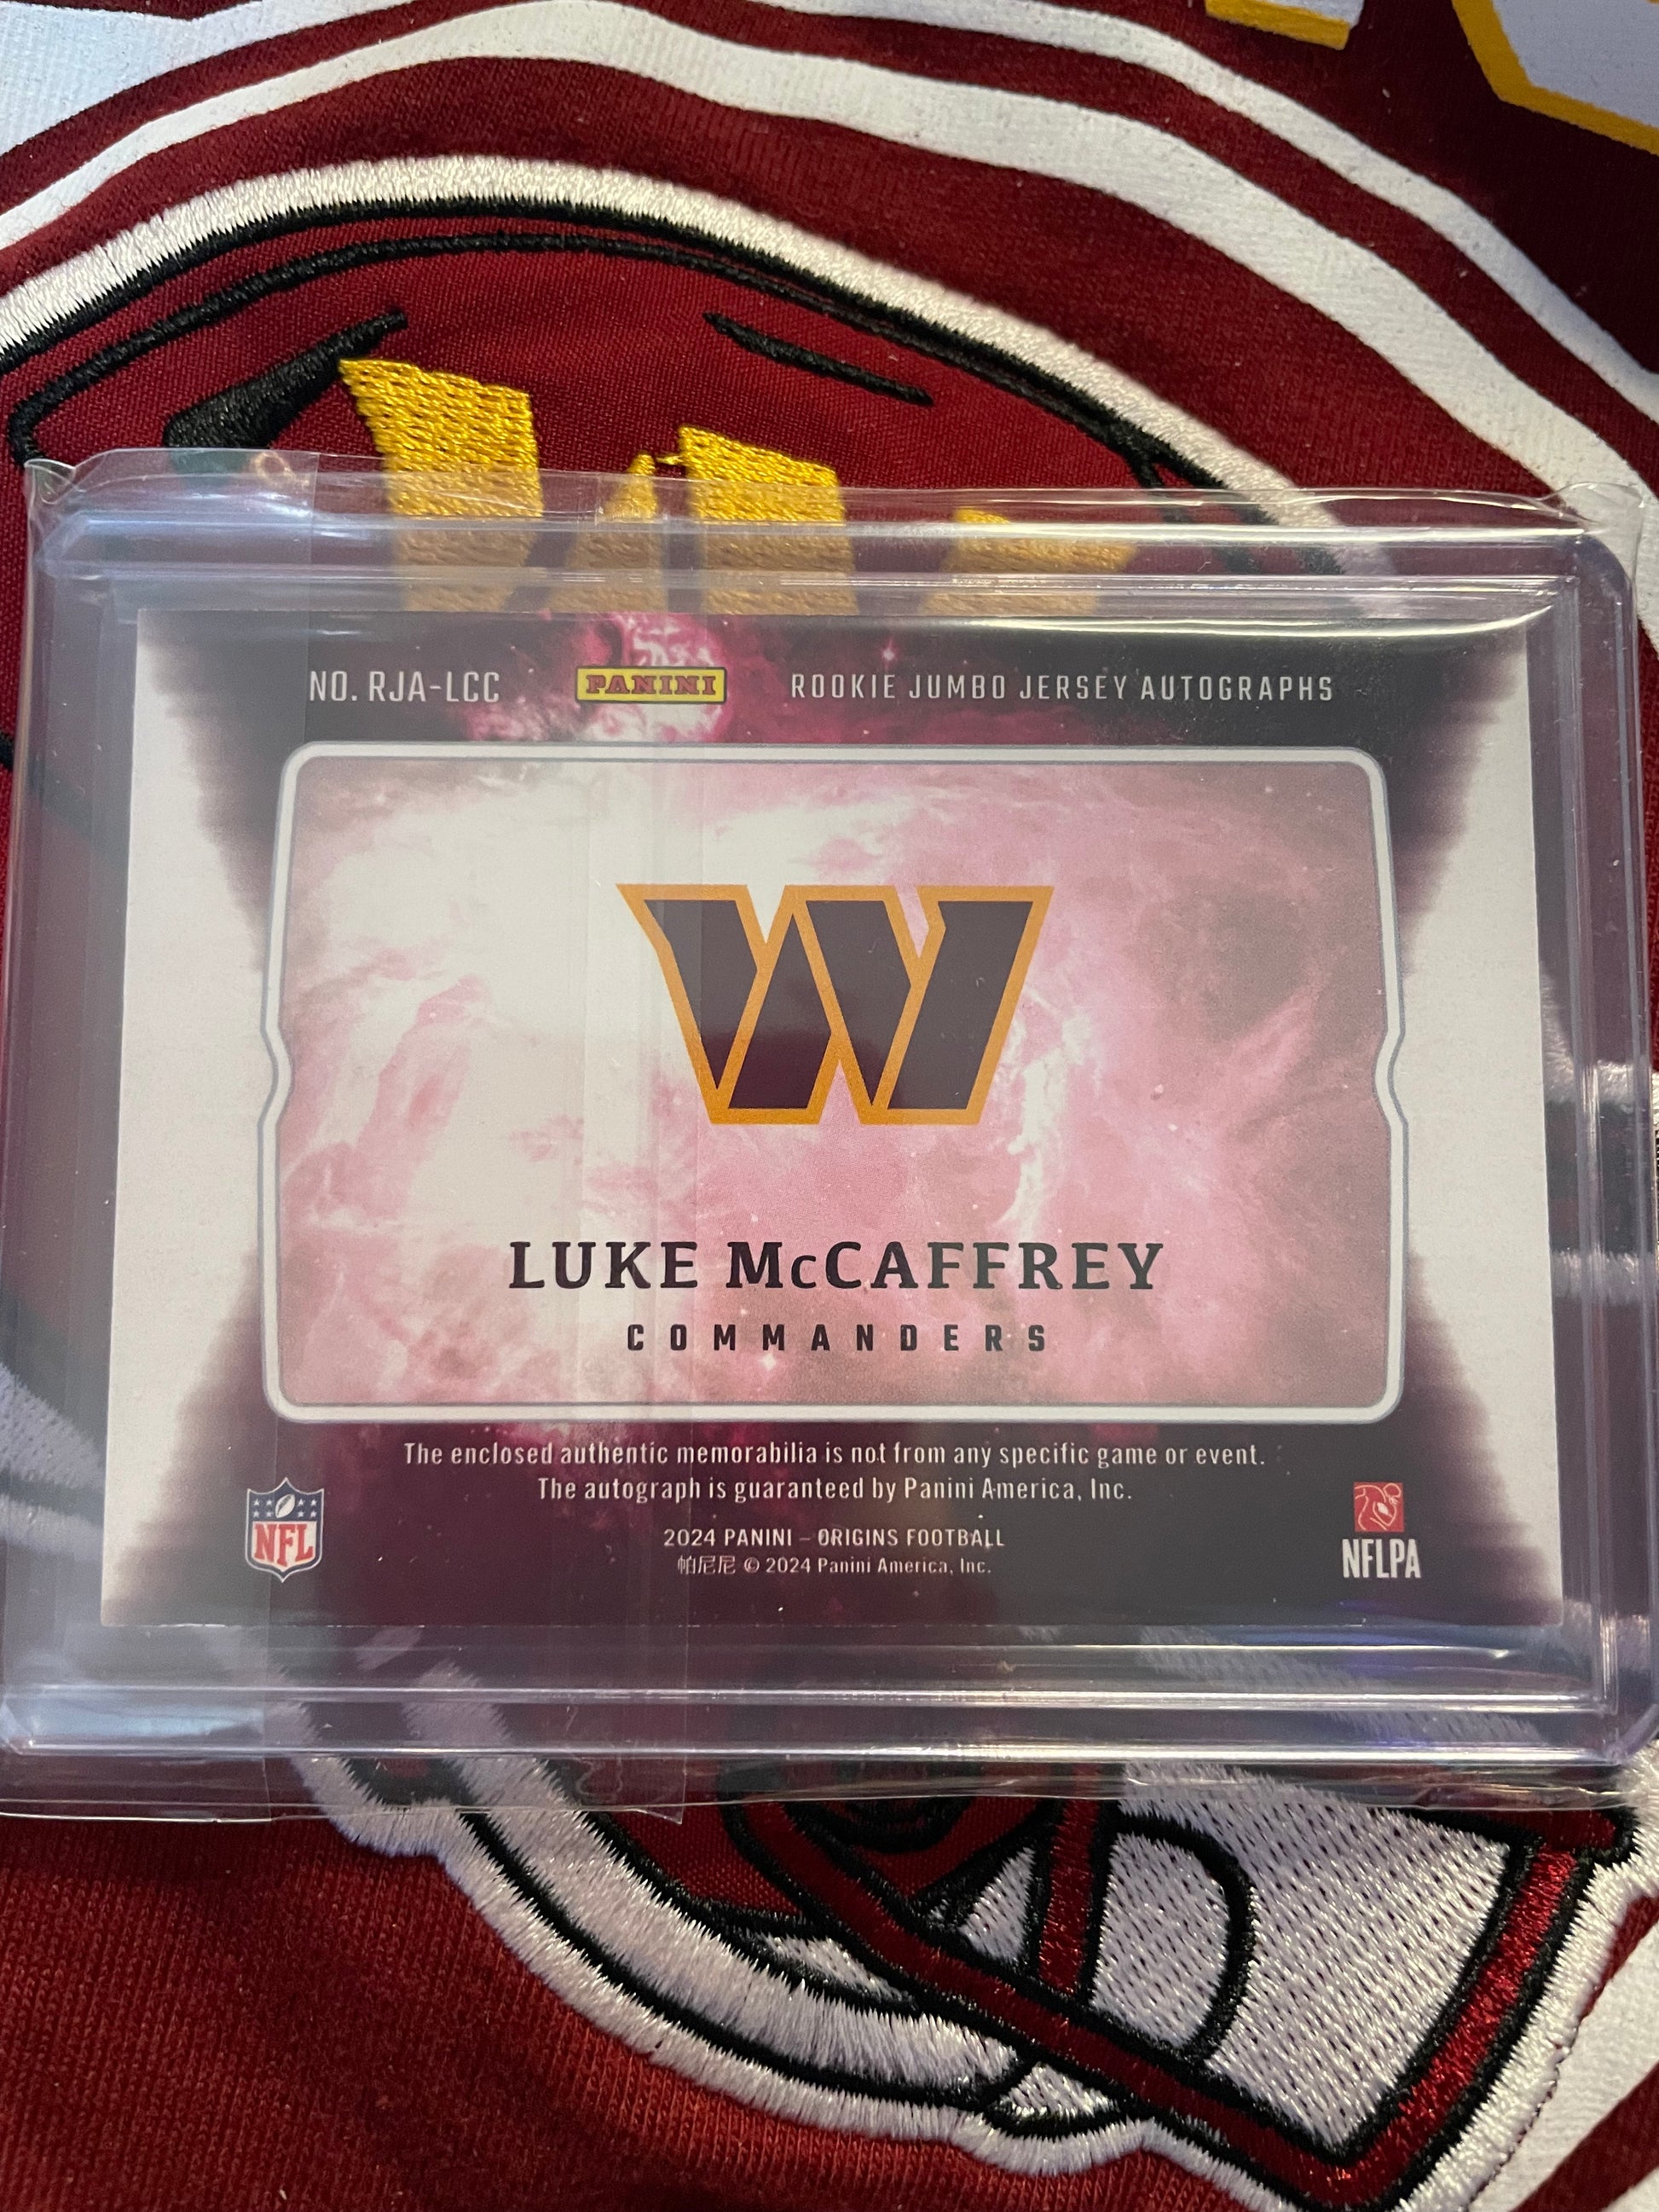 NO. RJA-LCC PANINI ROOKIE JUMBO JERSEY AUTOGRAPHS
W
LUKE McCAFFREY
COMMANDERS
The enclosed authentic memorabilia is not from any specific game or event.
The autograph is guaranteed by Panini America, Inc.
2024 PANINI – ORIGINS FOOTBALL
帕尼尼 © 2024 Panini America, Inc.
NFL
NFLPA